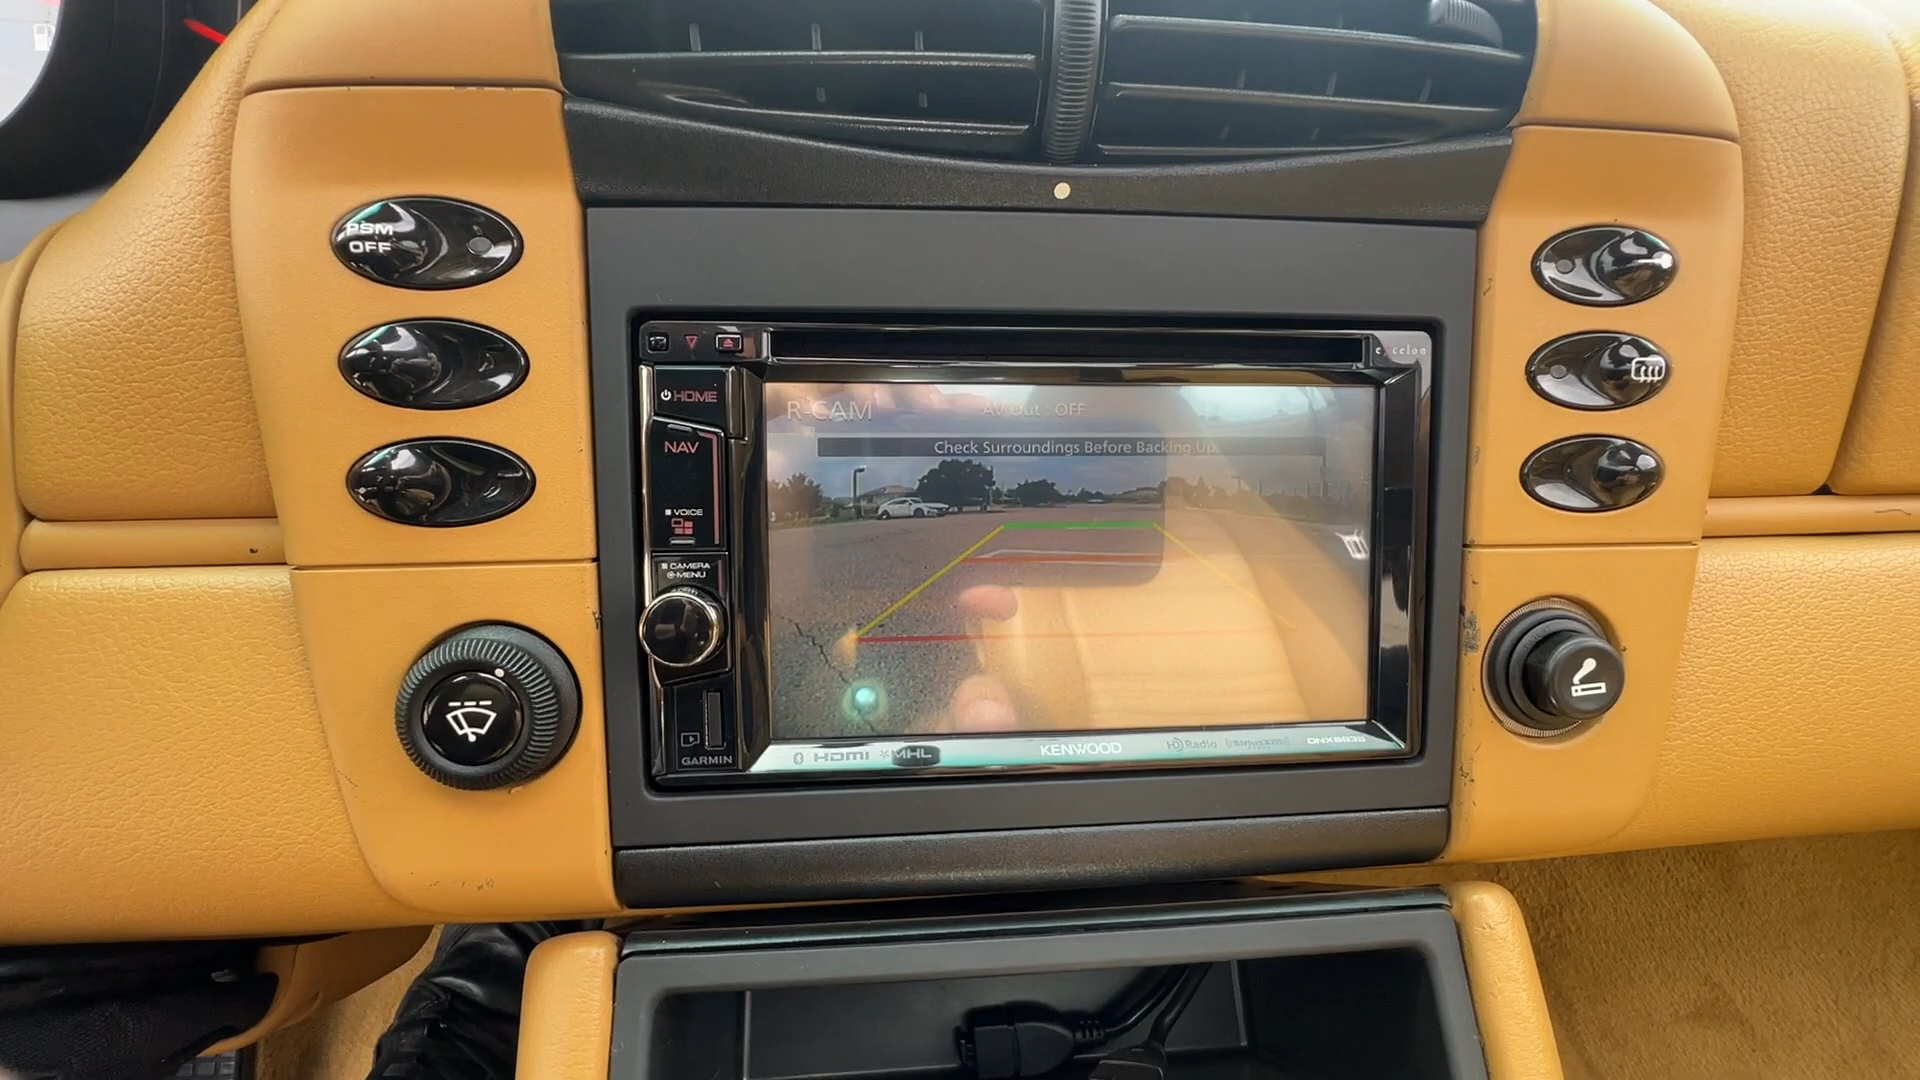 PSM
OFF
excelon
HOME
R-CAM
AV Out : OFF
NAV
Check Surroundings Before Backing Up
VOICE
CAMERA
MENU
GARMIN
HDMI
MHL
KENWOOD
HD Radio
SiriusXM